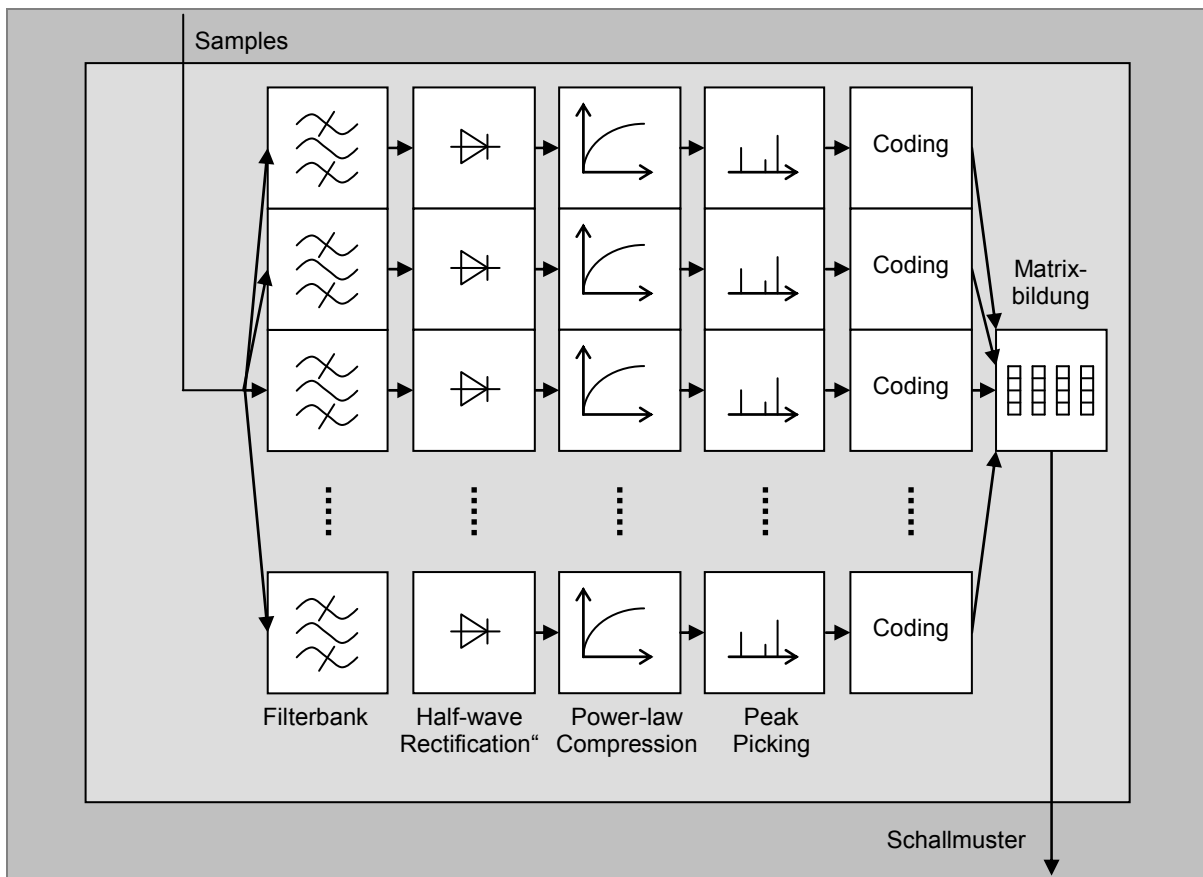 Samples
Coding
Coding
Matrix-
bildung
Coding
Coding
Filterbank
Half-wave
Rectification“
Power-law
Compression
Peak
Picking
Schallmuster